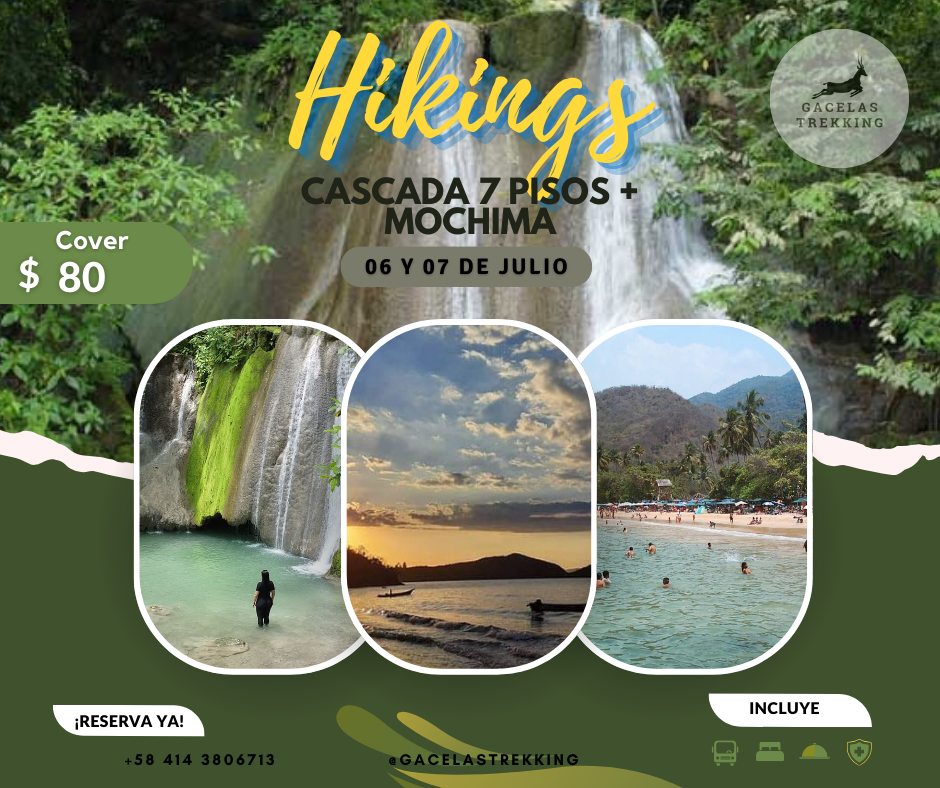 Hikings
GACELAS
TREKKING
CASCADA 7 PISOS +
MOCHIMA
Cover
$ 80
06 Y 07 DE JULIO
¡RESERVA YA!
INCLUYE
+58 414 3806713
@GACELASTREKKING